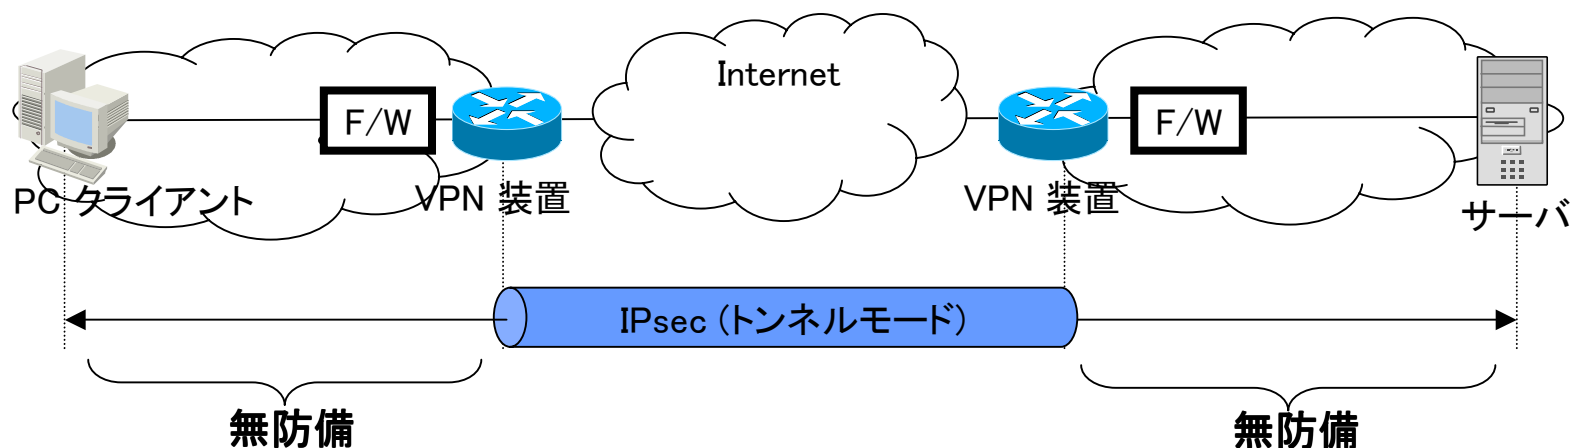 Internet
F/W
F/W
PC クライアント
VPN 装置
VPN 装置
サーバ
IPsec (トンネルモード)
無防備
無防備